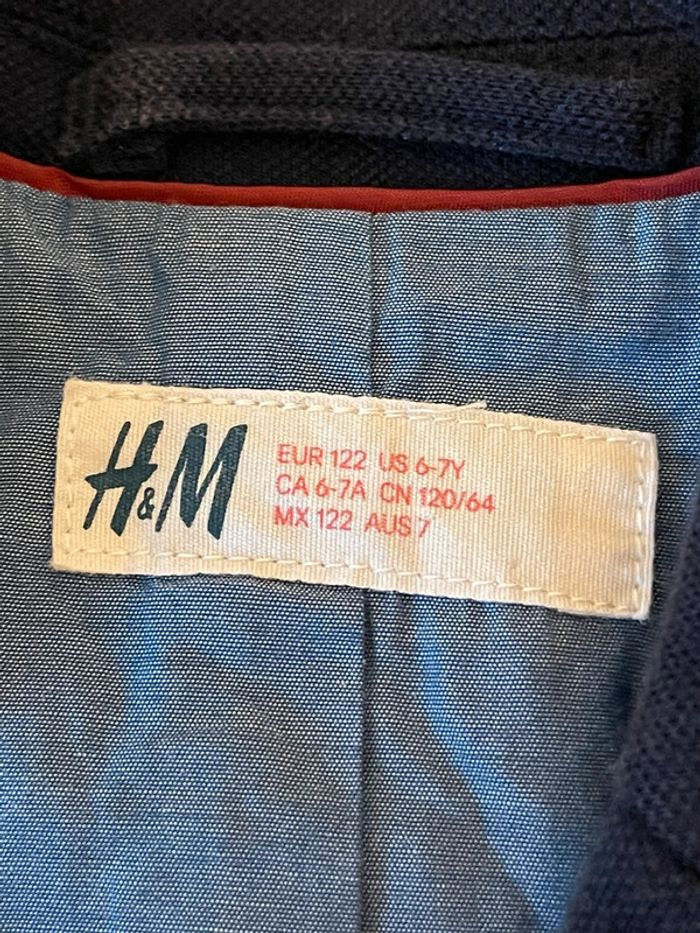 H&M
EUR 122 US 6-7Y
CA 6-7A CN 120/64
MX 122 AUS 7